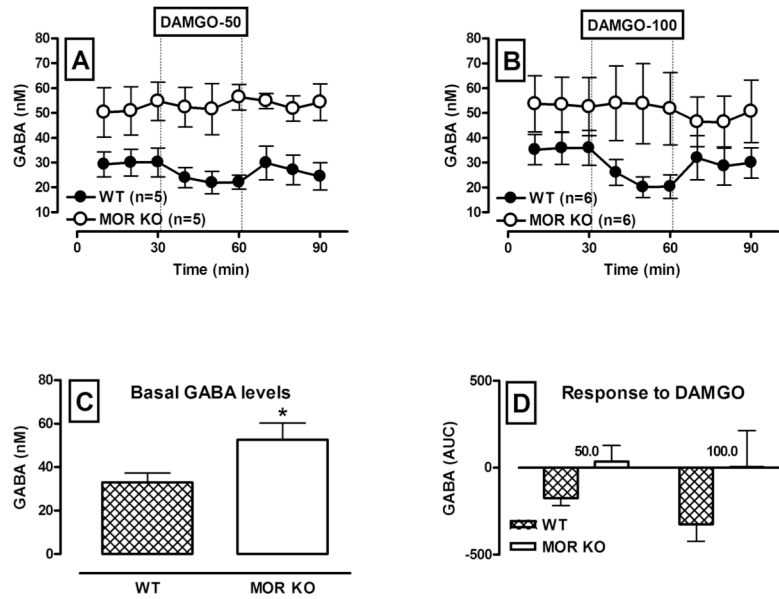 DAMGO-50
A
GABA (nM)
80
70
60
50
40
30
20
10
WT (n=5)
MOR KO (n=5)
0 30 60 90
Time (min)
DAMGO-100
B
GABA (nM)
80
70
60
50
40
30
20
10
WT (n=6)
MOR KO (n=6)
0 30 60 90
Time (min)
C
Basal GABA levels
GABA (nM)
80
60
40
20
0
*
WT MOR KO
D
Response to DAMGO
GABA (AUC)
500
0
-500
50.0 100.0
WT
MOR KO